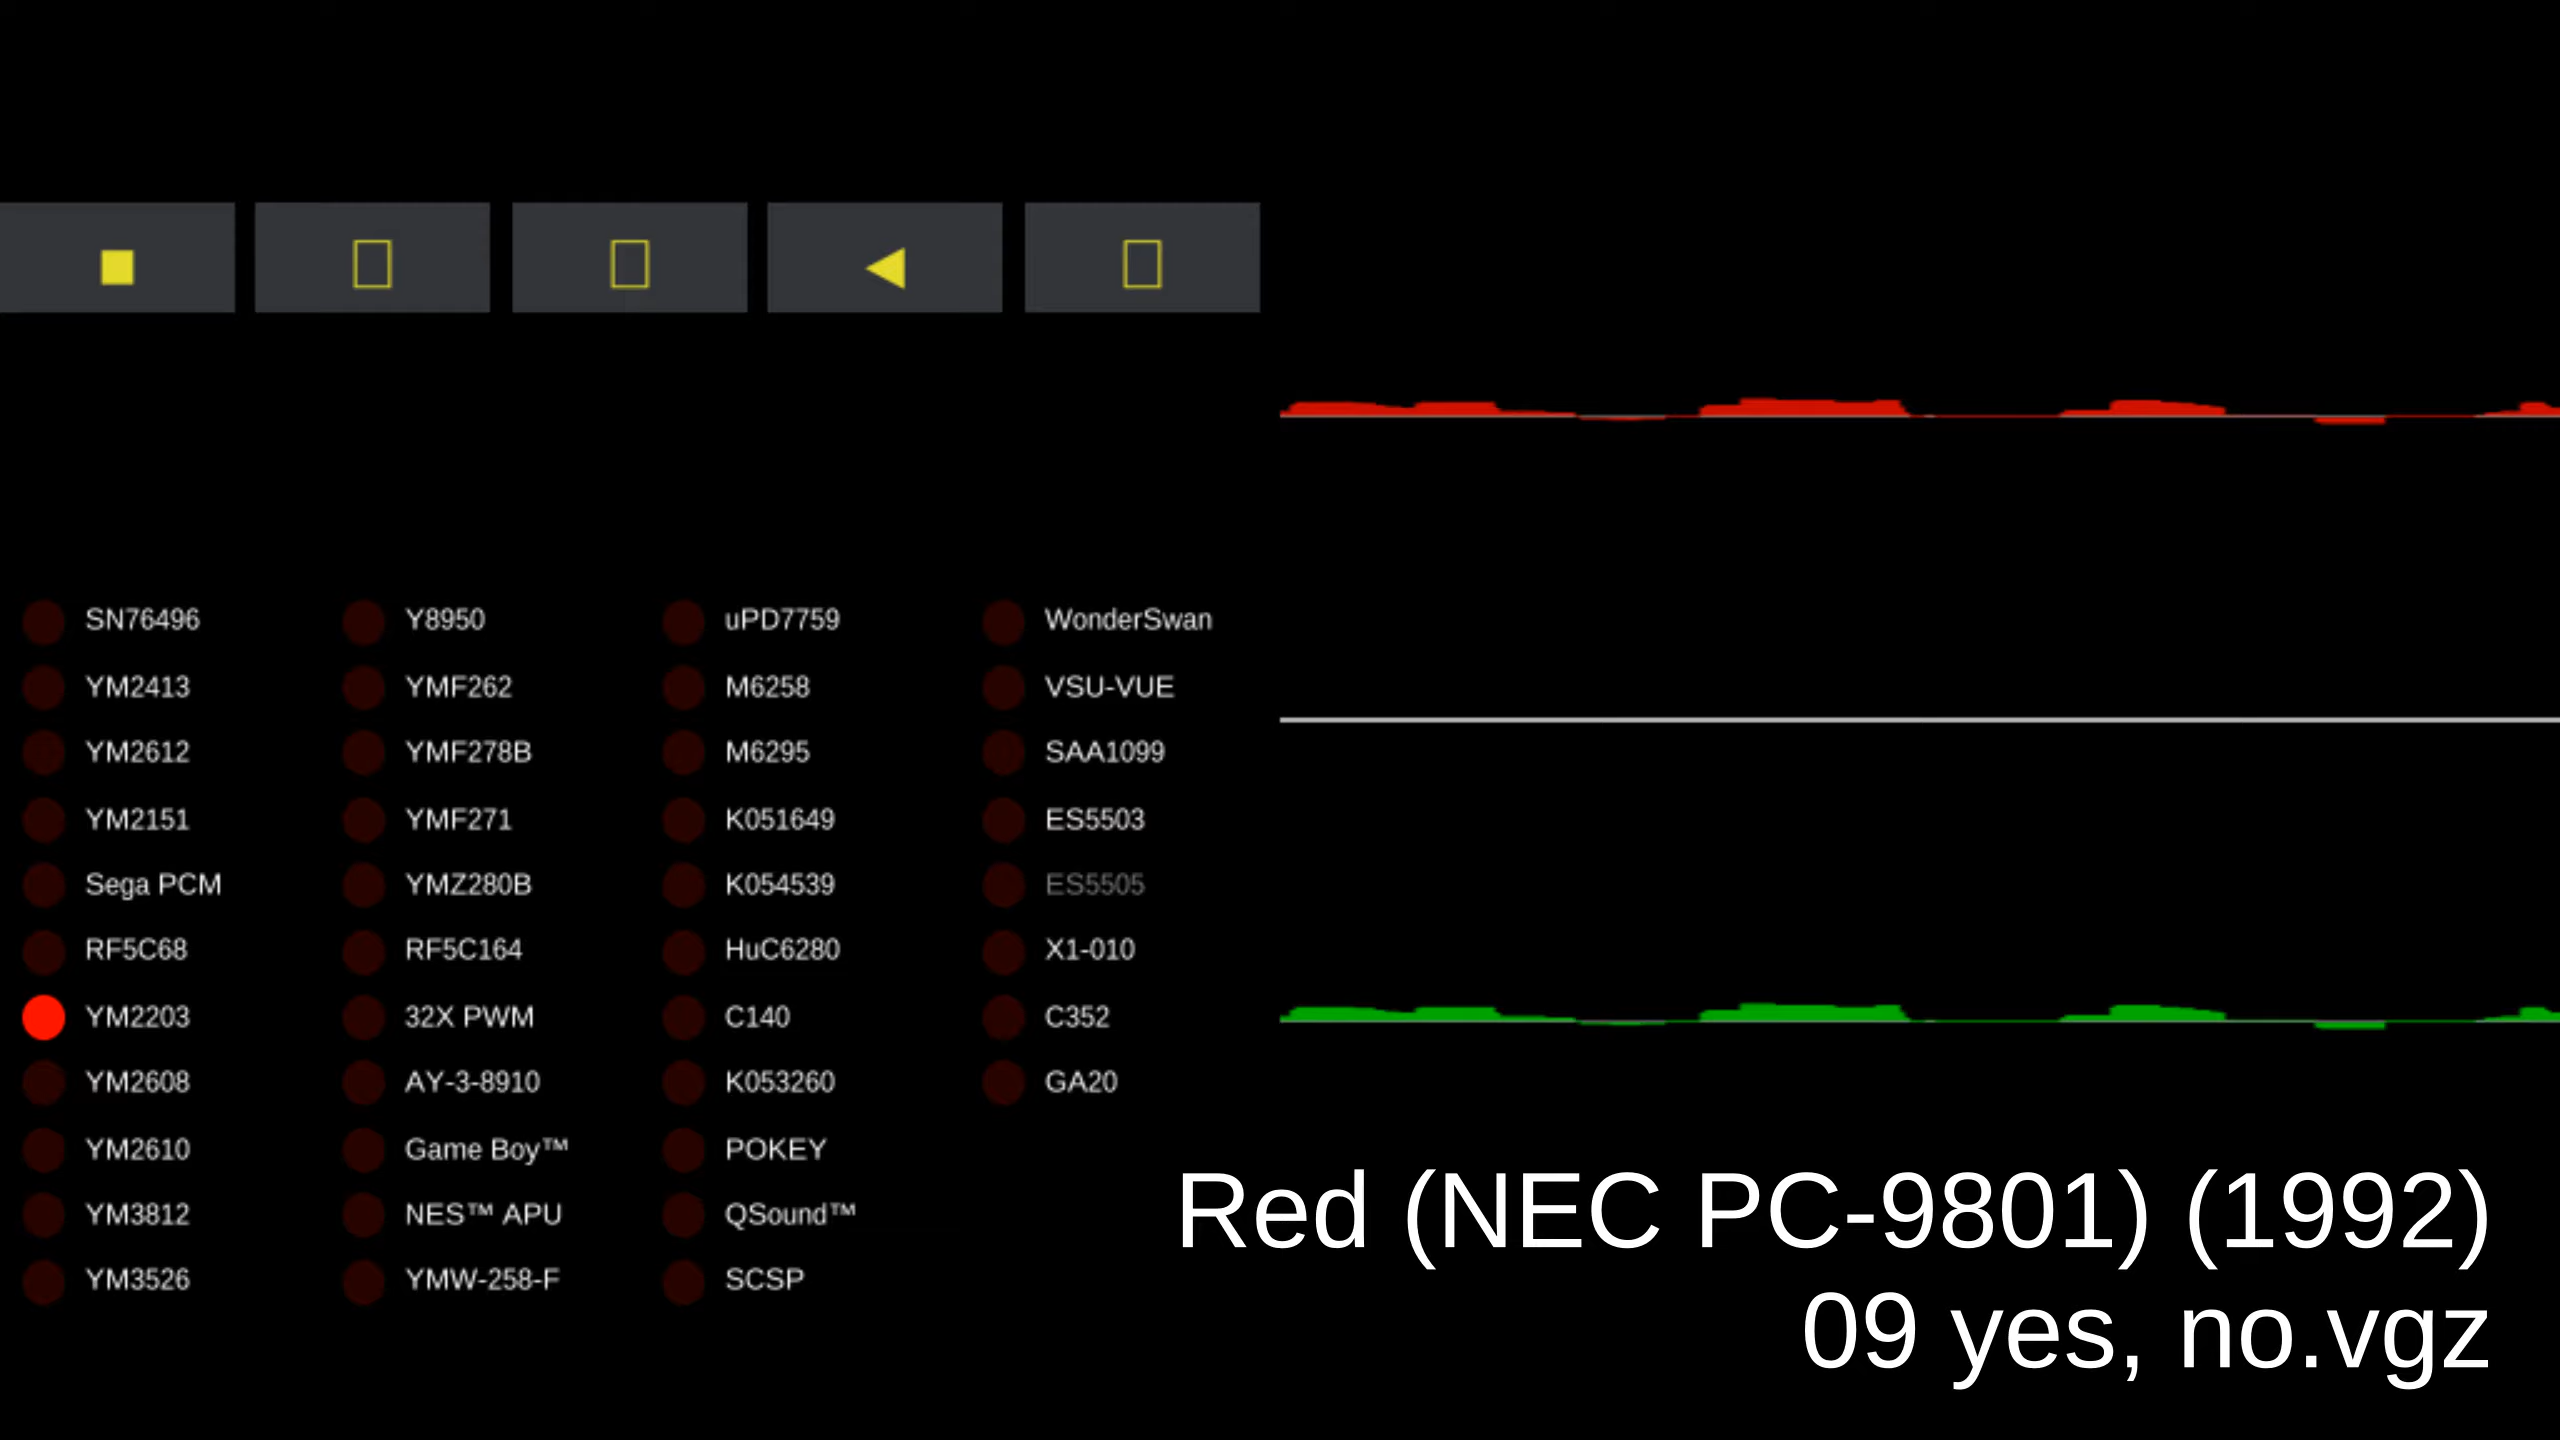 SN76496
YM2413
YM2612
YM2151
Sega PCM
RF5C68
YM2203
YM2608
YM2610
YM3812
YM3526
Y8950
YMF262
YMF278B
YMF271
YMZ280B
RF5C164
32X PWM
AY-3-8910
Game Boy™
NES™ APU
YMW-258-F
uPD7759
M6258
M6295
K051649
K054539
HuC6280
C140
K053260
POKEY
QSound™
SCSP
WonderSwan
VSU-VUE
SAA1099
ES5503
ES5505
X1-010
C352
GA20
Red (NEC PC-9801) (1992)
09 yes, no.vgz